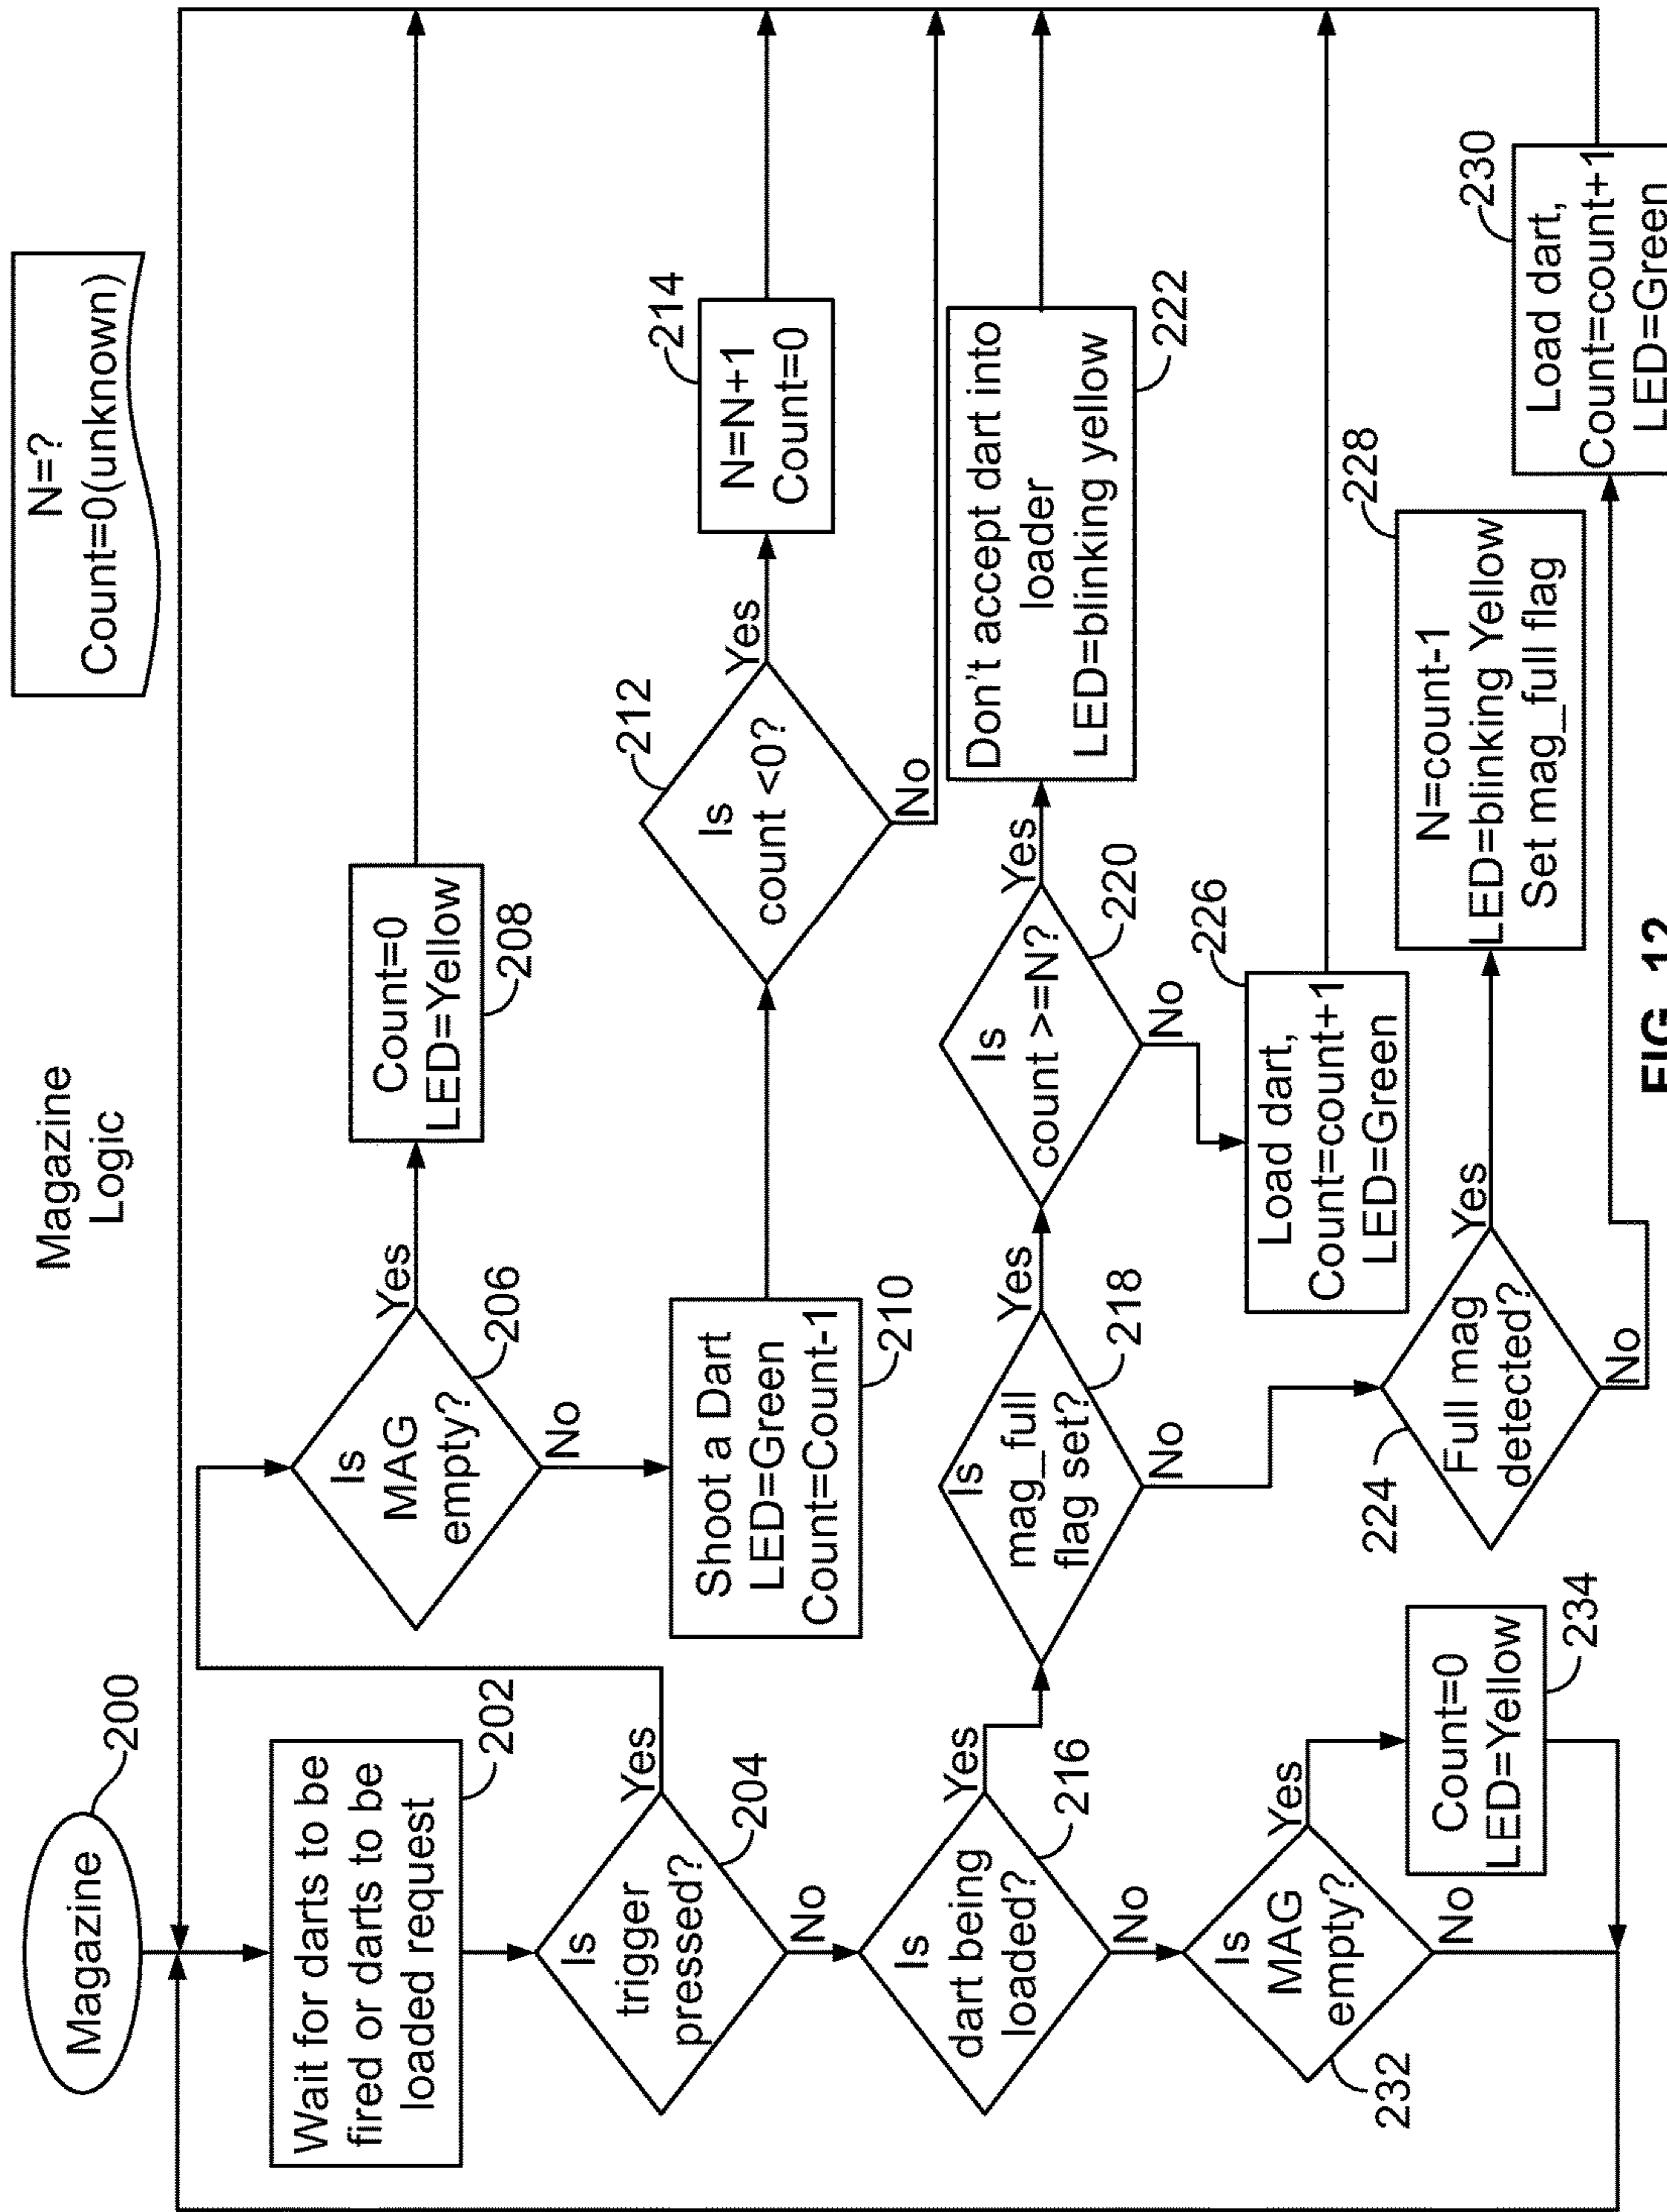 Magazine
Logic
N=?
Count=0(unknown)
Magazine
200
Wait for darts to be
fired or darts to be
loaded request
202
Is
trigger
pressed?
204
Yes
No
Is
MAG
empty?
206
Yes
No
Count=0
LED=Yellow
208
Shoot a Dart
LED=Green
Count=Count-1
210
Is
count <0?
212
Yes
No
N=N+1
Count=0
214
Is
dart being
loaded?
216
Yes
No
Is
mag_full
flag set?
218
Yes
No
Is
count >=N?
220
Yes
No
Don't accept dart into
loader
LED=blinking yellow
222
Load dart,
Count=count+1
LED=Green
226
Full mag
detected?
224
Yes
No
N=count-1
LED=blinking Yellow
Set mag_full flag
228
Load dart,
Count=count+1
LED=Green
230
Is
MAG
empty?
232
Yes
No
Count=0
LED=Yellow
234
FIG. 12